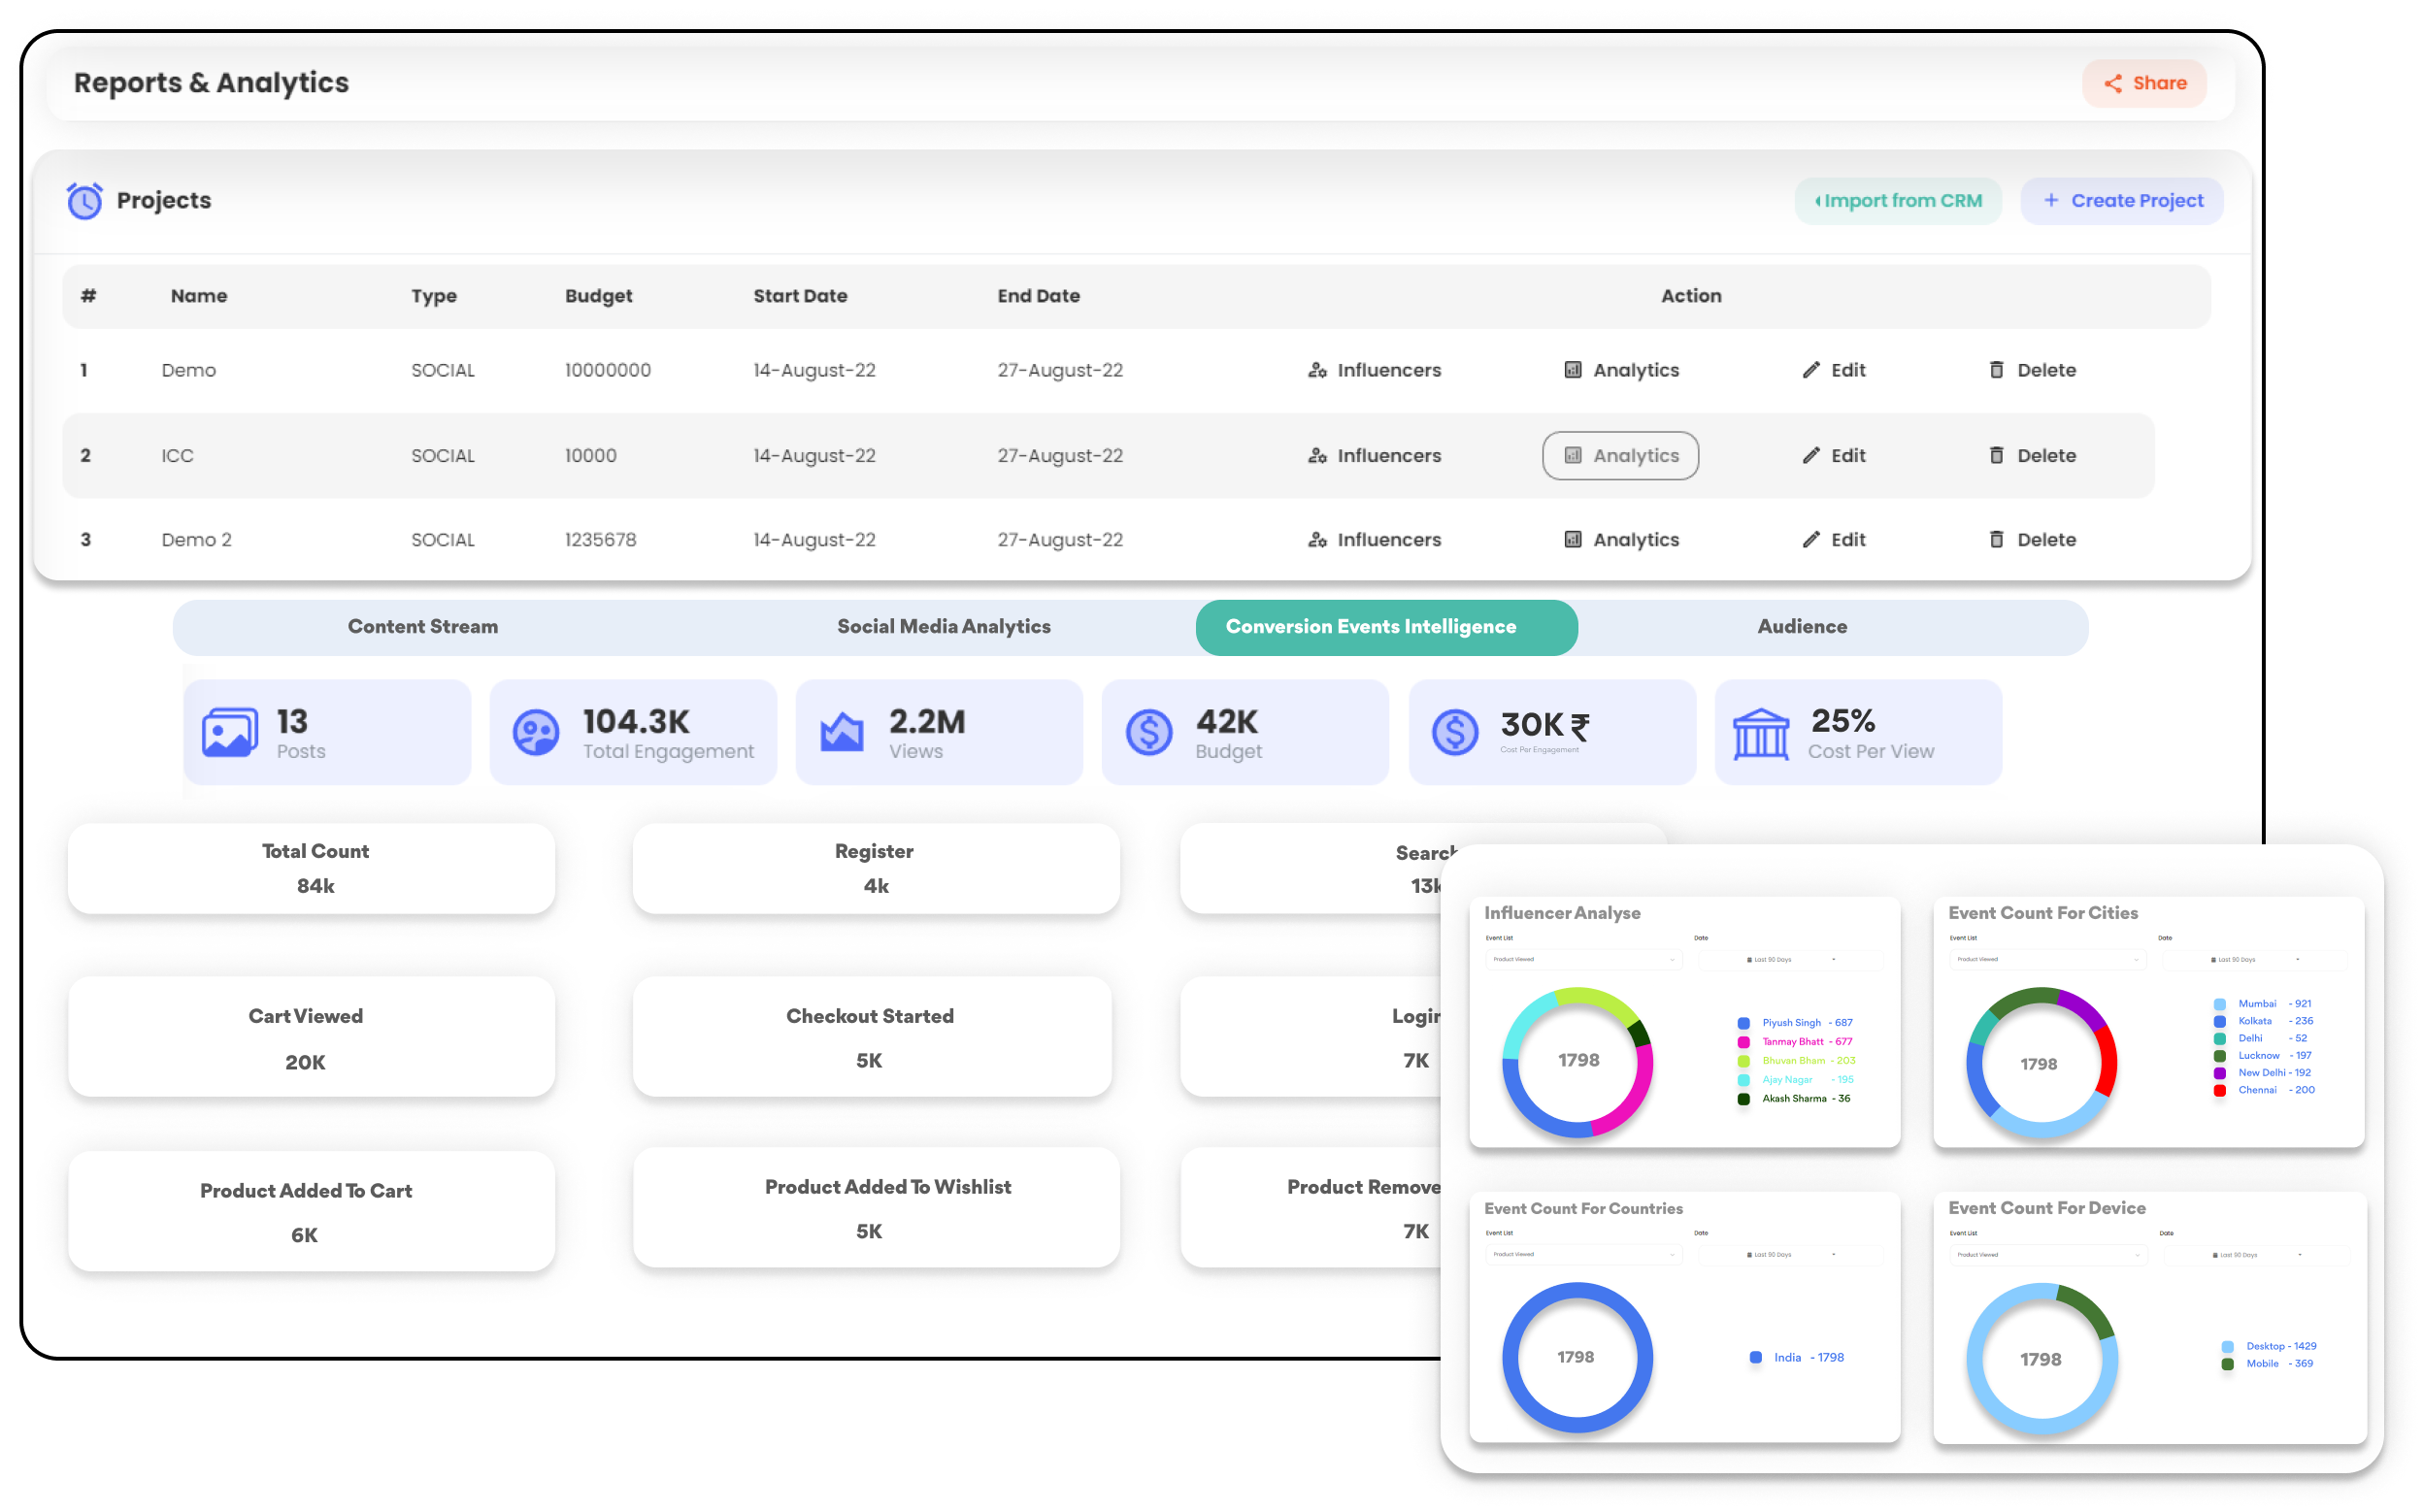 Reports & Analytics
Share
Projects
Import from CRM
+ Create Project
# Name Type Budget Start Date End Date Action
1 Demo SOCIAL 10000000 14-August-22 27-August-22 Influencers Analytics Edit Delete
2 ICC SOCIAL 10000 14-August-22 27-August-22 Influencers Analytics Edit Delete
3 Demo 2 SOCIAL 1235678 14-August-22 27-August-22 Influencers Analytics Edit Delete
Content Stream Social Media Analytics Conversion Events Intelligence Audience
13
Posts
104.3K
Total Engagement
2.2M
Views
42K
Budget
30K ₹
Cost Per Engagement
25%
Cost Per View
Total Count
84k
Register
4k
Search
13k
Cart Viewed
20K
Checkout Started
5K
Login
7K
Product Added To Cart
6K
Product Added To Wishlist
5K
Product Remove
7K
Influencer Analyse
Event List Date
Product Viewed Last 90 Days
1798
Piyush Singh - 687
Tanmay Bhatt - 677
Bhuvan Bham - 203
Ajay Nagar - 195
Akash Sharma - 36
Event Count For Cities
Event List Date
Product Viewed Last 90 Days
1798
Mumbai - 921
Kolkata - 236
Delhi - 52
Lucknow - 197
New Delhi - 192
Chennai - 200
Event Count For Countries
Event List Date
Product Viewed Last 90 Days
1798
India - 1798
Event Count For Device
Event List Date
Product Viewed Last 90 Days
1798
Desktop - 1429
Mobile - 369